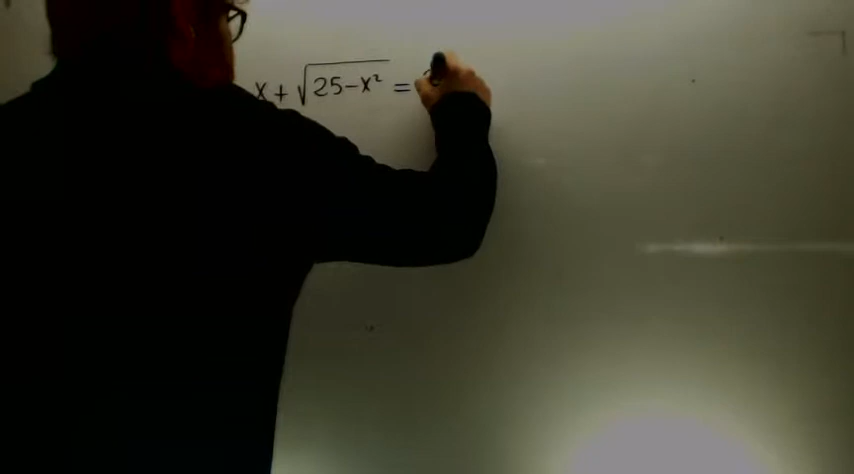 x + √25-x² =